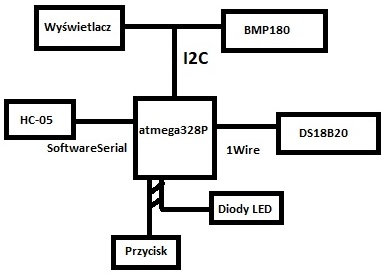 Wyświetlacz
BMP180
I2C
HC-05
atmega328P
DS18B20
SoftwareSerial
1Wire
Diody LED
Przycisk